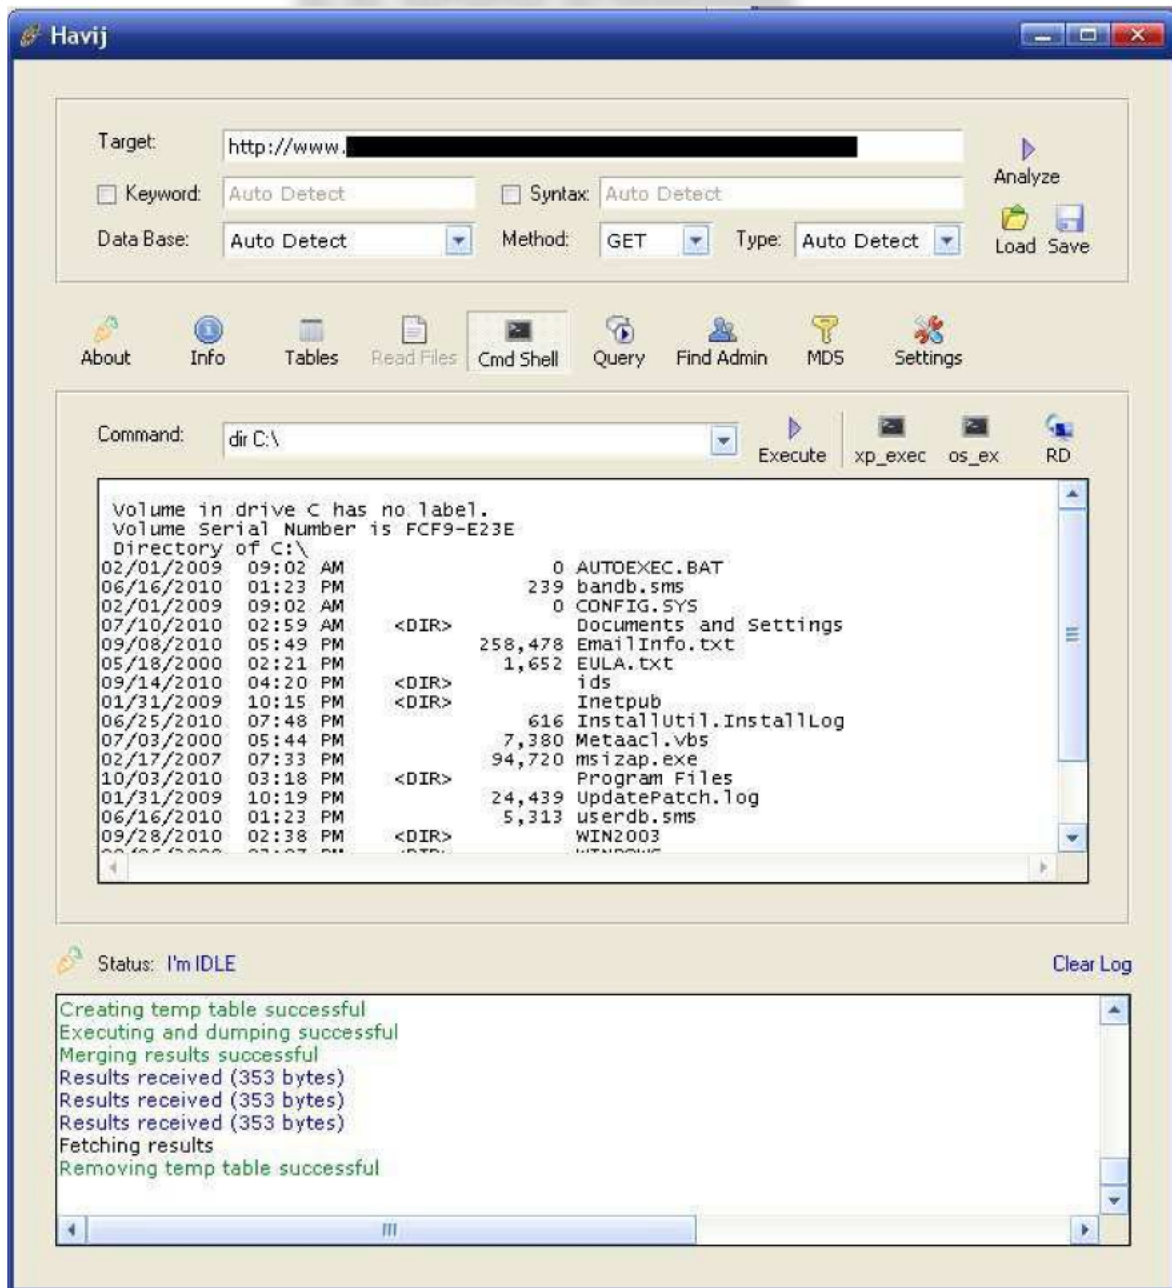 Havij
Target: http://www.
Analyze
Keyword: Auto Detect Syntax: Auto Detect
Data Base: Auto Detect Method: GET Type: Auto Detect Load Save
About Info Tables Read Files Cmd Shell Query Find Admin MD5 Settings
Command: dir C:\ Execute xp_exec os_ex RD
Volume in drive C has no label.
Volume Serial Number is FCF9-E23E
Directory of C:\
02/01/2009 09:02 AM 0 AUTOEXEC.BAT
06/16/2010 01:23 PM 239 bandb.sms
02/01/2009 09:02 AM 0 CONFIG.SYS
07/10/2010 02:59 AM <DIR> Documents and Settings
09/08/2010 05:49 PM 258,478 EmailInfo.txt
05/18/2000 02:21 PM 1,652 EULA.txt
09/14/2010 04:20 PM <DIR> ids
01/31/2009 10:15 PM <DIR> Inetpub
06/25/2010 07:48 PM 616 InstallUtil.InstallLog
07/03/2000 05:44 PM 7,380 Metaacl.vbs
02/17/2007 07:33 PM 94,720 msizap.exe
10/03/2010 03:18 PM <DIR> Program Files
01/31/2009 10:19 PM 24,439 UpdatePatch.log
06/16/2010 01:23 PM 5,313 userdb.sms
09/28/2010 02:38 PM <DIR> WIN2003
Status: I'm IDLE Clear Log
Creating temp table successful
Executing and dumping successful
Merging results successful
Results received (353 bytes)
Results received (353 bytes)
Results received (353 bytes)
Fetching results
Removing temp table successful